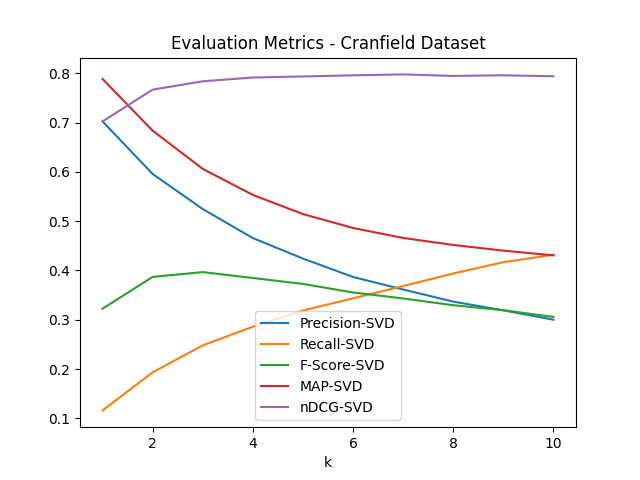 Evaluation Metrics - Cranfield Dataset
0.8
0.7
0.6
0.5
0.4
0.3
0.2
0.1
Precision-SVD
Recall-SVD
F-Score-SVD
MAP-SVD
nDCG-SVD
2 4 6 8 10
k